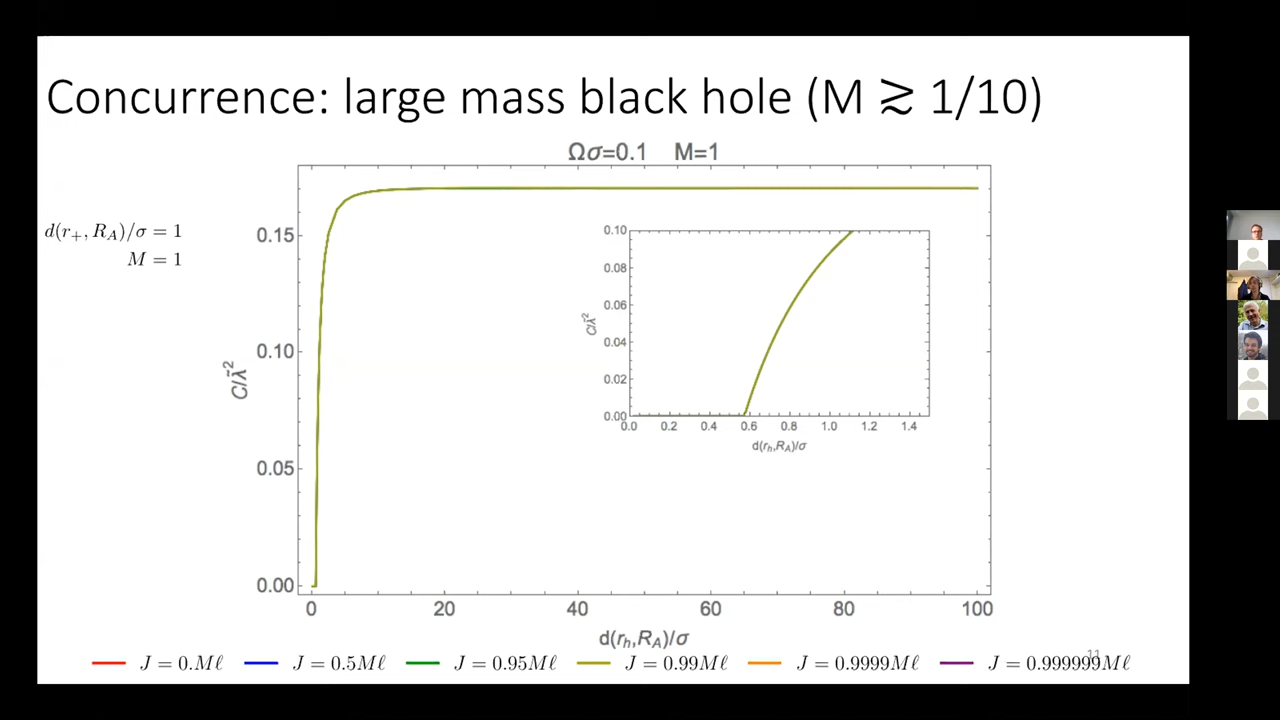 Concurrence: large mass black hole (M ≳ 1/10)
Ωσ=0.1 M=1
d(r₊, R_A)/σ = 1
M = 1
C/λ̄²
0.15
0.10
0.05
0.00
0 20 40 60 80 100
d(r_h,R_A)/σ
C/λ̄²
0.10
0.08
0.06
0.04
0.02
0.00
0.0 0.2 0.4 0.6 0.8 1.0 1.2 1.4
d(r_h,R_A)/σ
J = 0.Mℓ J = 0.5Mℓ J = 0.95Mℓ J = 0.99Mℓ J = 0.9999Mℓ J = 0.999999Mℓ
11